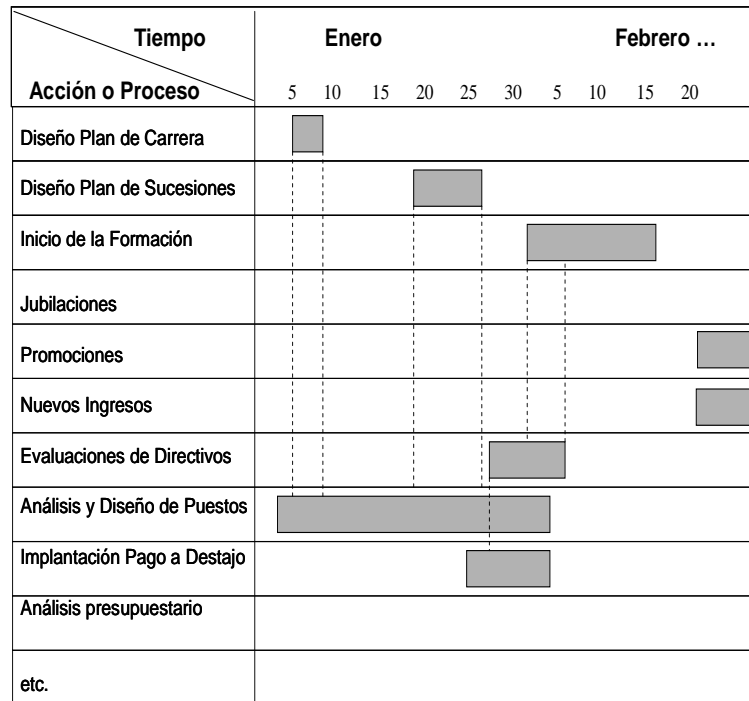 Tiempo Enero Febrero …
Acción o Proceso 5 10 15 20 25 30 5 10 15 20
Diseño Plan de Carrera
Diseño Plan de Sucesiones
Inicio de la Formación
Jubilaciones
Promociones
Nuevos Ingresos
Evaluaciones de Directivos
Análisis y Diseño de Puestos
Implantación Pago a Destajo
Análisis presupuestario
etc.